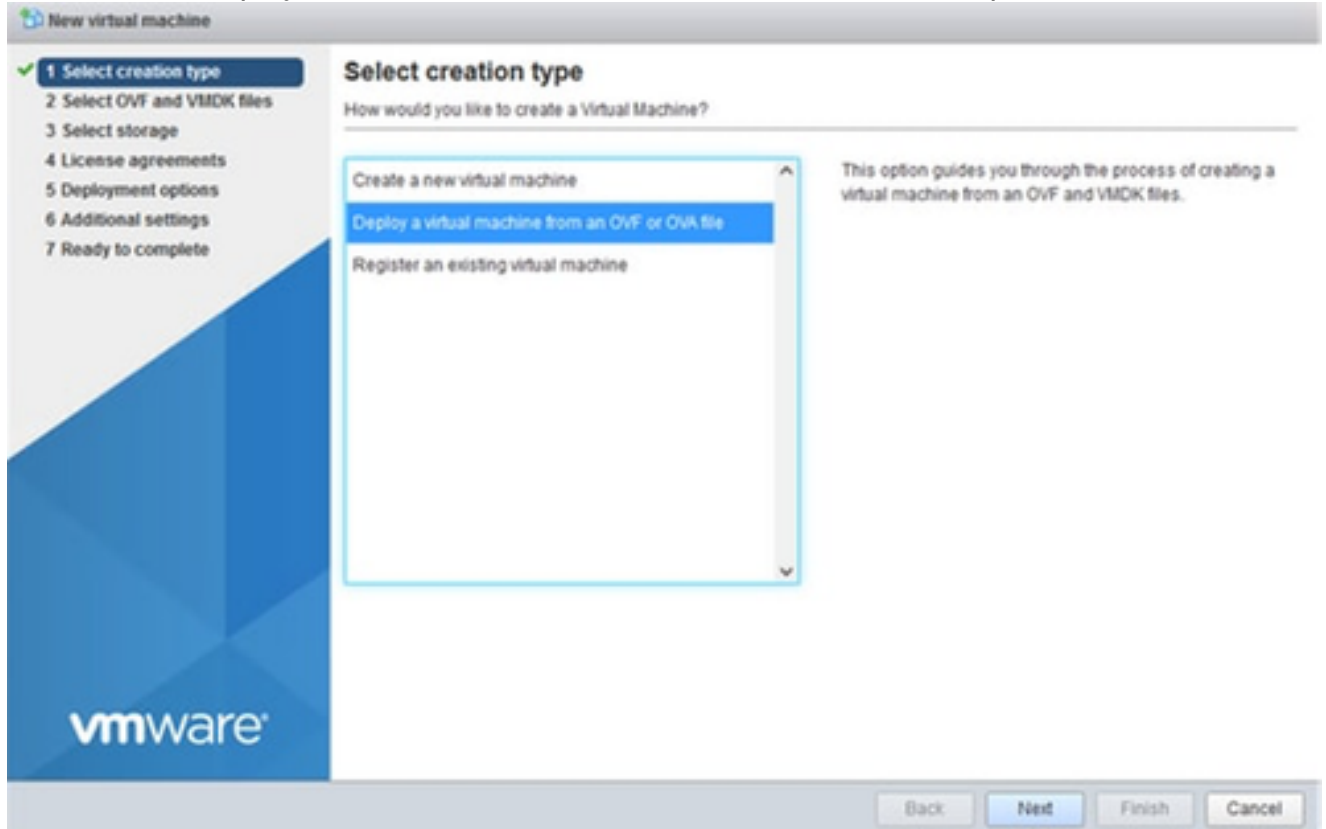 New virtual machine
1 Select creation type
2 Select OVF and VMDK files
3 Select storage
4 License agreements
5 Deployment options
6 Additional settings
7 Ready to complete
vmware
Select creation type
How would you like to create a Virtual Machine?
Create a new virtual machine
Deploy a virtual machine from an OVF or OVA file
Register an existing virtual machine
This option guides you through the process of creating a
virtual machine from an OVF and VMDK files.
Back
Next
Finish
Cancel